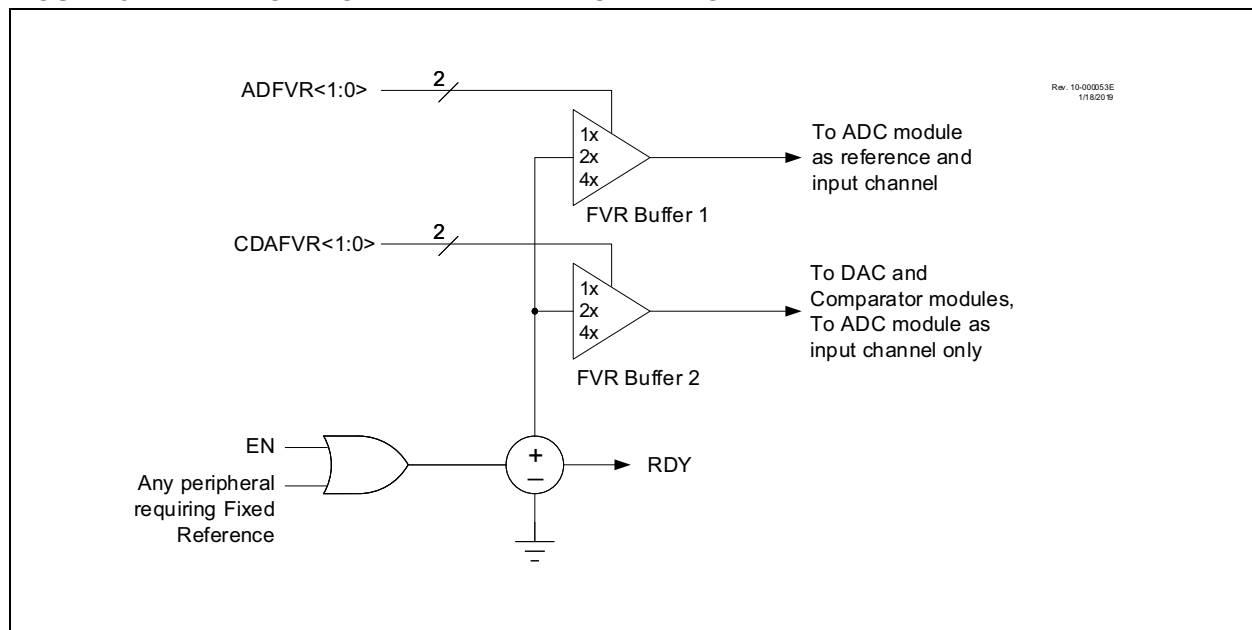 ADFVR<1:0>
2
Rev. 10-000053E
1/18/2019
1x
2x
4x
FVR Buffer 1
To ADC module
as reference and
input channel
CDAFVR<1:0>
2
1x
2x
4x
FVR Buffer 2
To DAC and
Comparator modules,
To ADC module as
input channel only
EN
Any peripheral
requiring Fixed
Reference
+
–
RDY